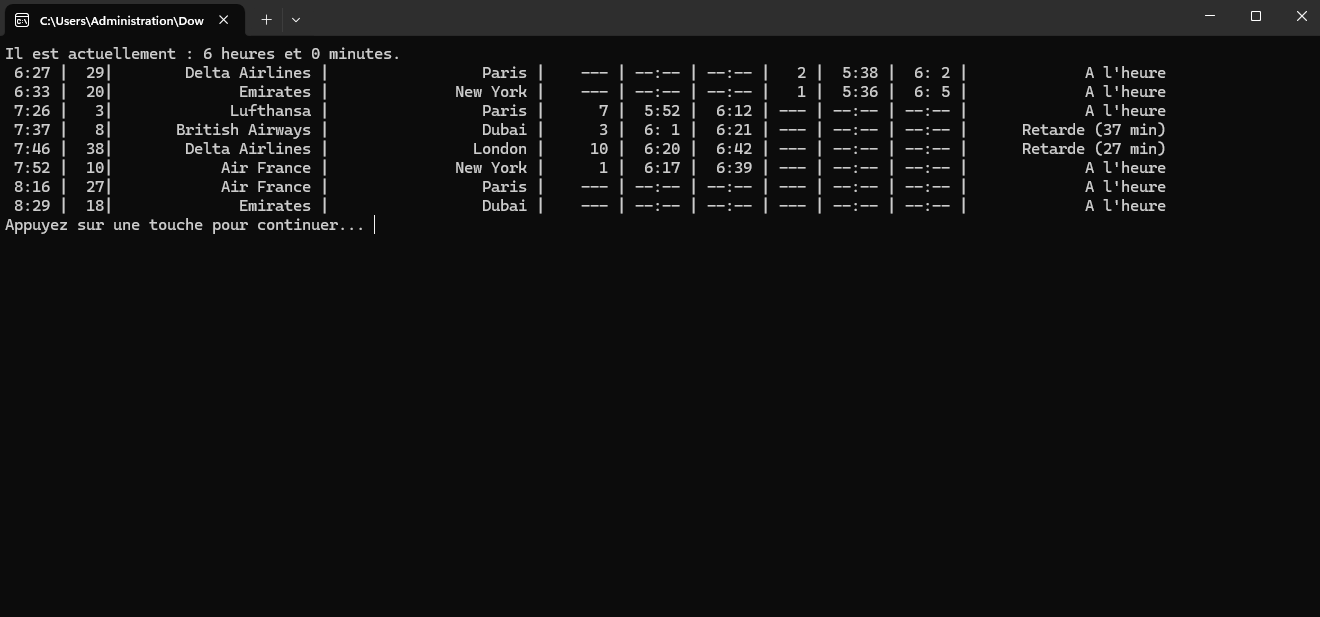 C:\Users\Administration\Dow
Il est actuellement : 6 heures et 0 minutes.
 6:27 |  29|        Delta Airlines |                 Paris |    --- | --:-- | --:-- |   2 |  5:38 |  6: 2 |             A l'heure
 6:33 |  20|              Emirates |              New York |    --- | --:-- | --:-- |   1 |  5:36 |  6: 5 |             A l'heure
 7:26 |   3|             Lufthansa |                 Paris |      7 |  5:52 |  6:12 | --- | --:-- | --:-- |             A l'heure
 7:37 |   8|       British Airways |                 Dubai |      3 |  6: 1 |  6:21 | --- | --:-- | --:-- |      Retarde (37 min)
 7:46 |  38|        Delta Airlines |                London |     10 |  6:20 |  6:42 | --- | --:-- | --:-- |      Retarde (27 min)
 7:52 |  10|            Air France |              New York |      1 |  6:17 |  6:39 | --- | --:-- | --:-- |             A l'heure
 8:16 |  27|            Air France |                 Paris |    --- | --:-- | --:-- | --- | --:-- | --:-- |             A l'heure
 8:29 |  18|              Emirates |                 Dubai |    --- | --:-- | --:-- | --- | --:-- | --:-- |             A l'heure
Appuyez sur une touche pour continuer...